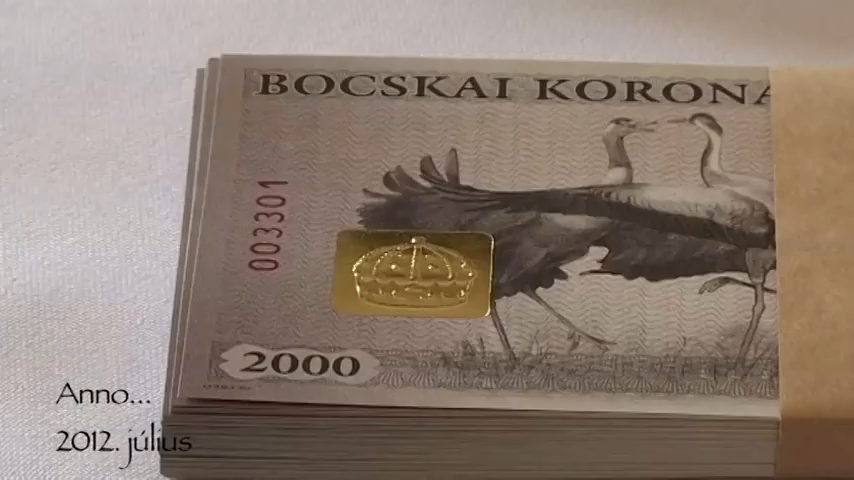 BOCSKAI KORONA
003301
2000
Anno...
2012. július